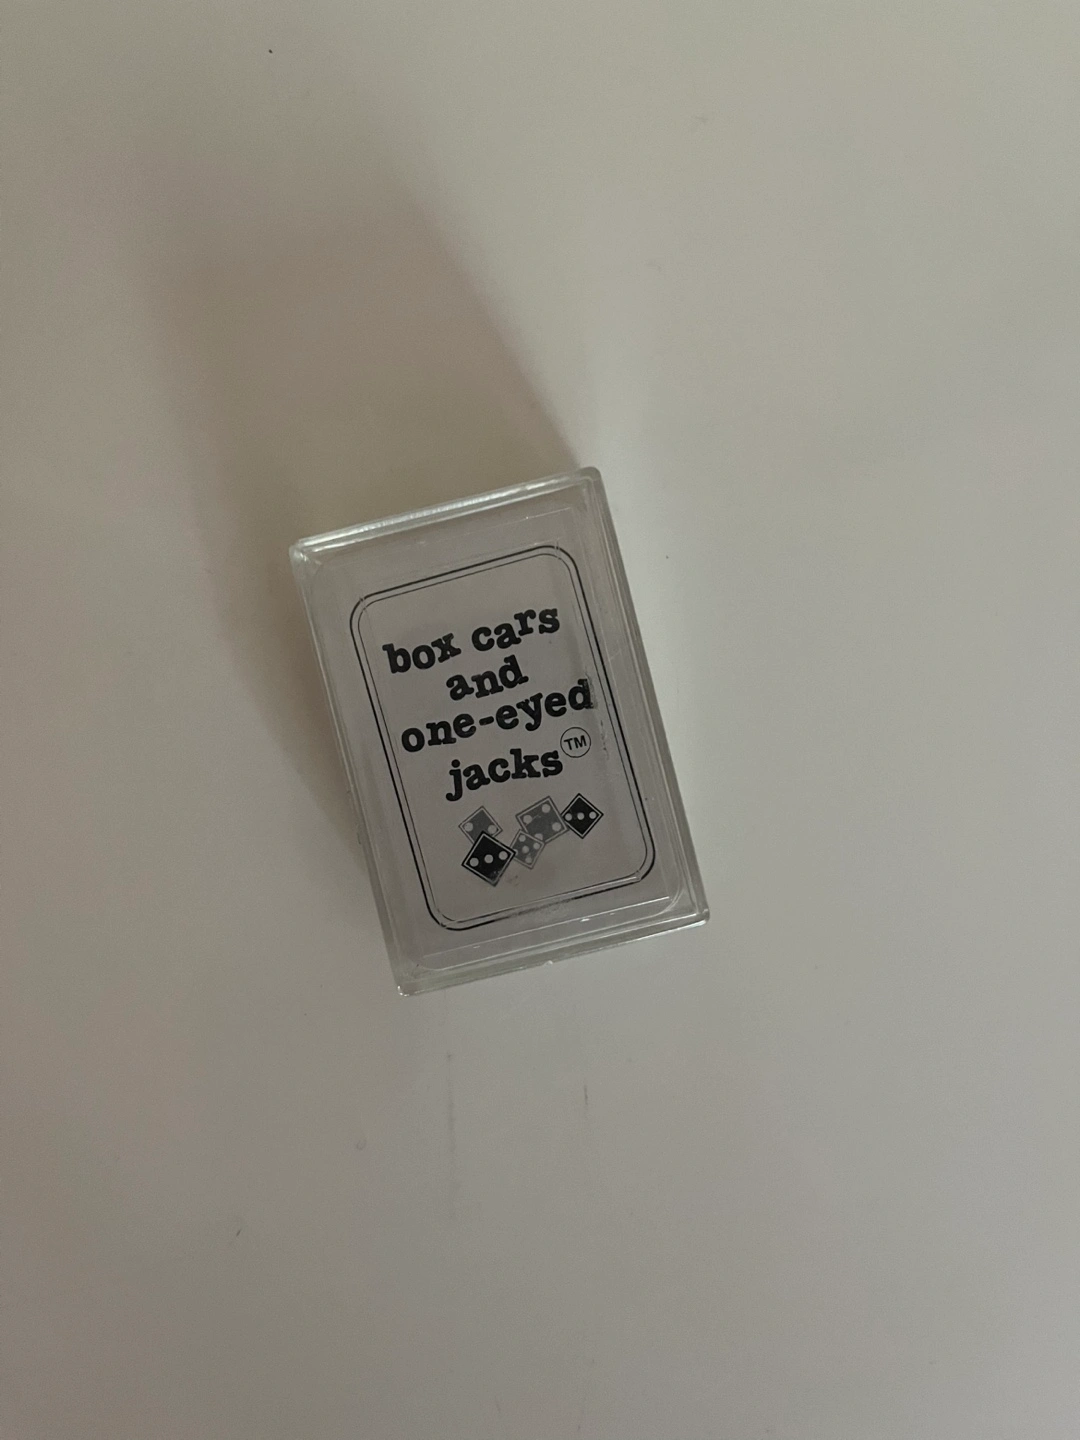 box cars
and
one-eyed
jacks™